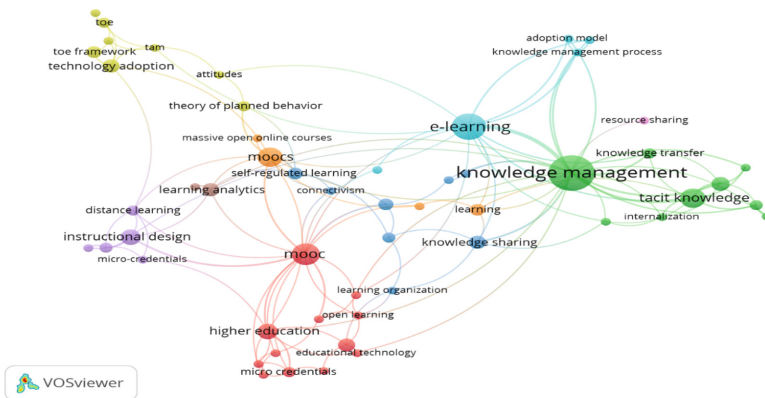 toe
toe framework
tam
technology adoption
attitudes
theory of planned behavior
adoption model
knowledge management process
e-learning
resource sharing
massive open online courses
moocs
knowledge transfer
self-regulated learning
knowledge management
learning analytics
connectivism
tacit knowledge
distance learning
learning
internalization
instructional design
knowledge sharing
mooc
micro-credentials
learning organization
open learning
higher education
educational technology
micro credentials
VOSviewer